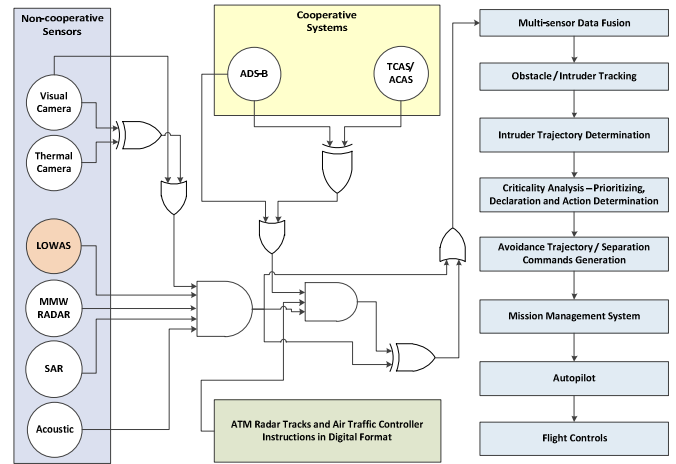 Non-cooperative
Sensors
Visual
Camera
Thermal
Camera
LOWAS
MMW
RADAR
SAR
Acoustic
Cooperative
Systems
ADS-B
TCAS/
ACAS
ATM Radar Tracks and Air Traffic Controller
Instructions in Digital Format
Multi-sensor Data Fusion
Obstacle/Intruder Tracking
Intruder Trajectory Determination
Criticality Analysis – Prioritizing,
Declaration and Action Determination
Avoidance Trajectory/ Separation
Commands Generation
Mission Management System
Autopilot
Flight Controls